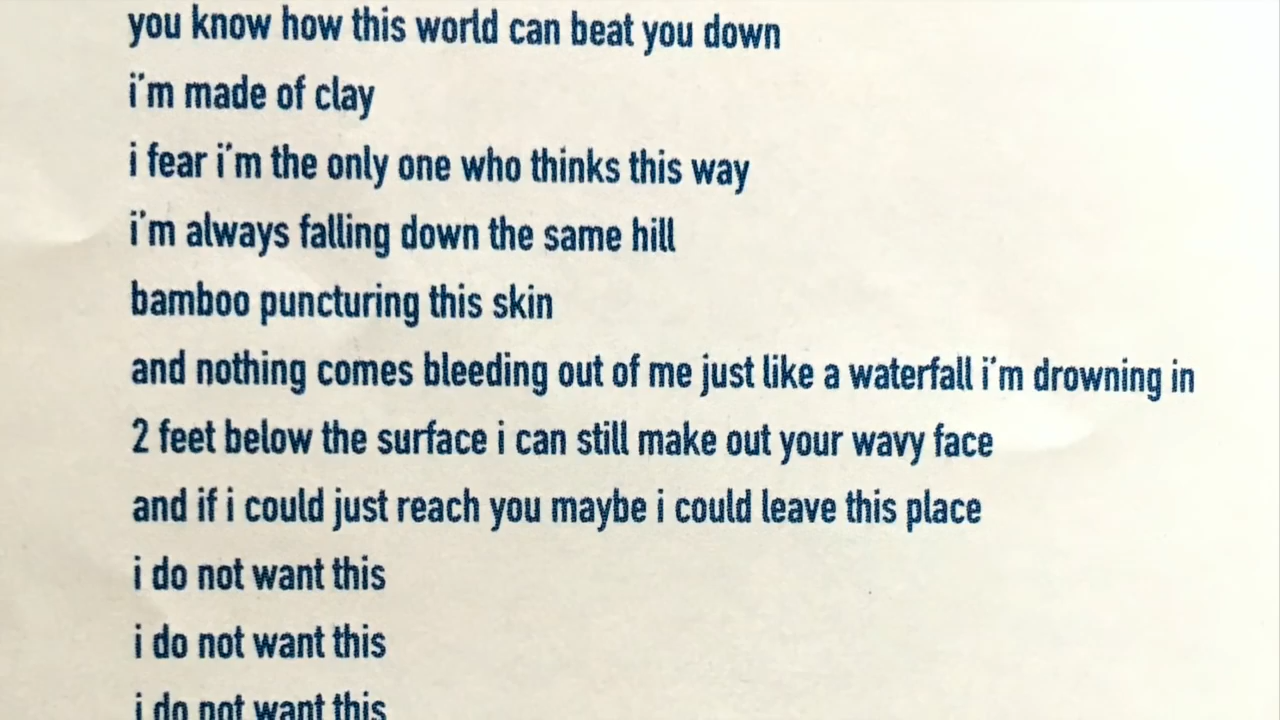 you know how this world can beat you down
i'm made of clay
i fear i'm the only one who thinks this way
i'm always falling down the same hill
bamboo puncturing this skin
and nothing comes bleeding out of me just like a waterfall i'm drowning in
2 feet below the surface i can still make out your wavy face
and if i could just reach you maybe i could leave this place
i do not want this
i do not want this
i do not want this